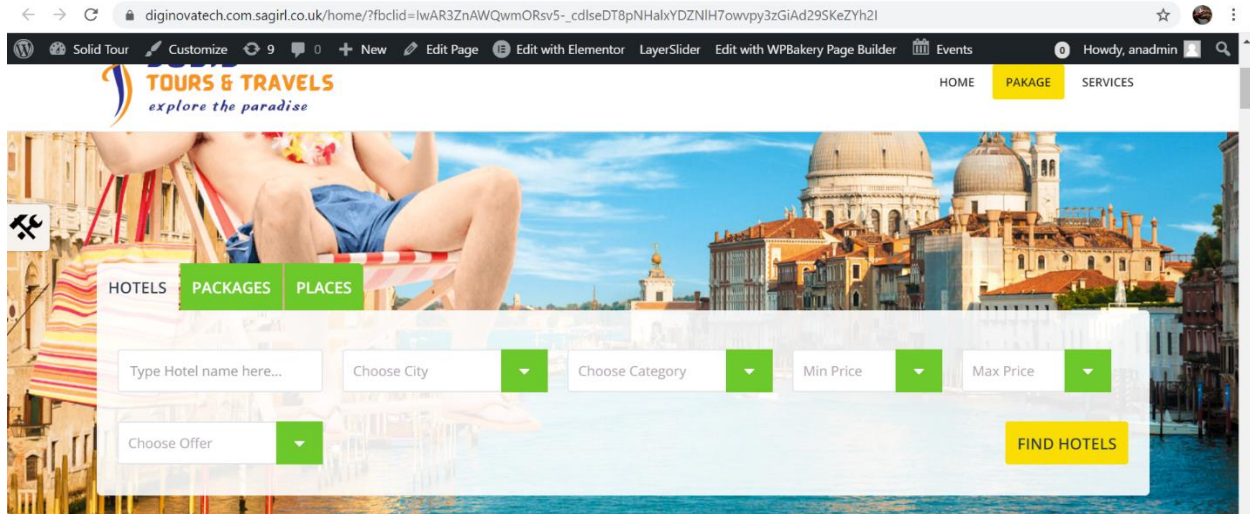 diginovatech.com.sagirl.co.uk/home/?fbclid=IwAR3ZnAWQwmORsv5-_cdlseDT8pNHalxYDZNlH7owvpy3zGiAd29SKeZYh2I
Solid Tour Customize 9 0 New Edit Page Edit with Elementor LayerSlider Edit with WPBakery Page Builder Events 0 Howdy, anadmin
TOURS & TRAVELS
explore the paradise
HOME PAKAGE SERVICES
HOTELS PACKAGES PLACES
Type Hotel name here... Choose City Choose Category Min Price Max Price
Choose Offer FIND HOTELS